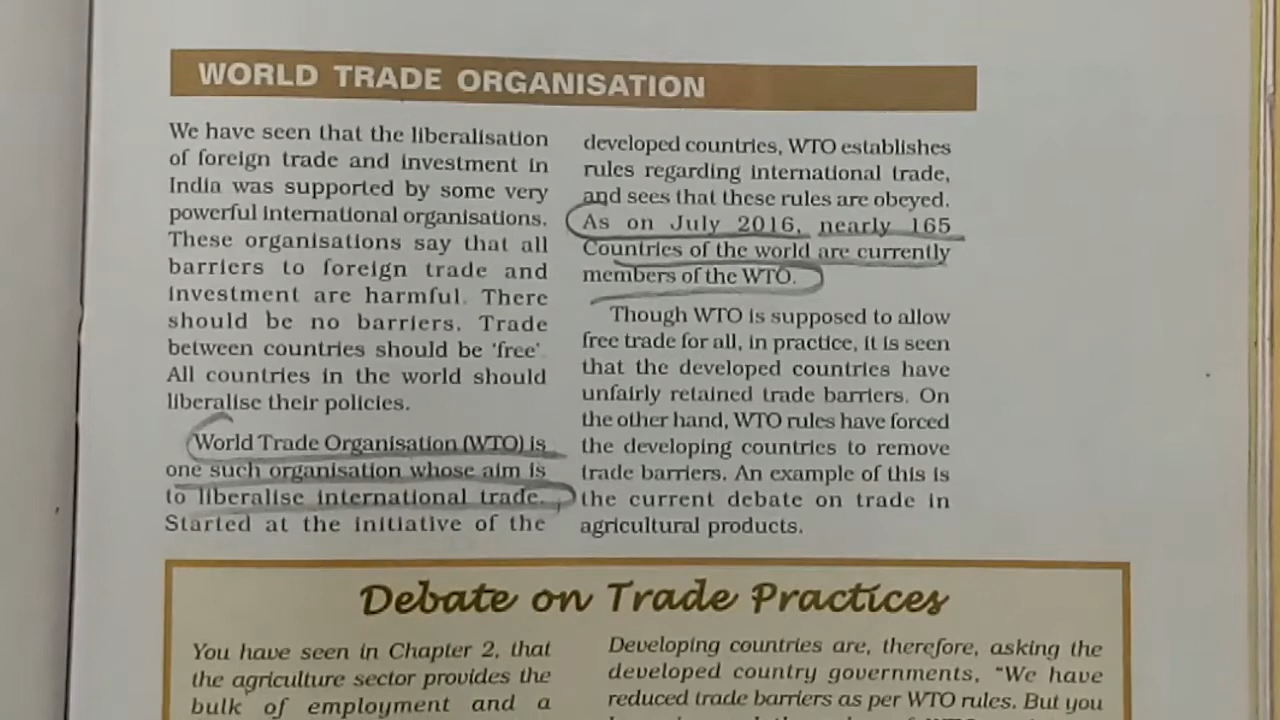 WORLD TRADE ORGANISATION
We have seen that the liberalisation
of foreign trade and investment in
India was supported by some very
powerful international organisations.
These organisations say that all
barriers to foreign trade and
investment are harmful. There
should be no barriers. Trade
between countries should be 'free'.
All countries in the world should
liberalise their policies.
World Trade Organisation (WTO) is
one such organisation whose aim is
to liberalise international trade.
Started at the initiative of the
developed countries, WTO establishes
rules regarding international trade,
and sees that these rules are obeyed.
As on July 2016, nearly 165
Countries of the world are currently
members of the WTO.
Though WTO is supposed to allow
free trade for all, in practice, it is seen
that the developed countries have
unfairly retained trade barriers. On
the other hand, WTO rules have forced
the developing countries to remove
trade barriers. An example of this is
the current debate on trade in
agricultural products.
Debate on Trade Practices
You have seen in Chapter 2, that
the agriculture sector provides the
bulk of employment and a
Developing countries are, therefore, asking the
developed country governments, "We have
reduced trade barriers as per WTO rules. But you